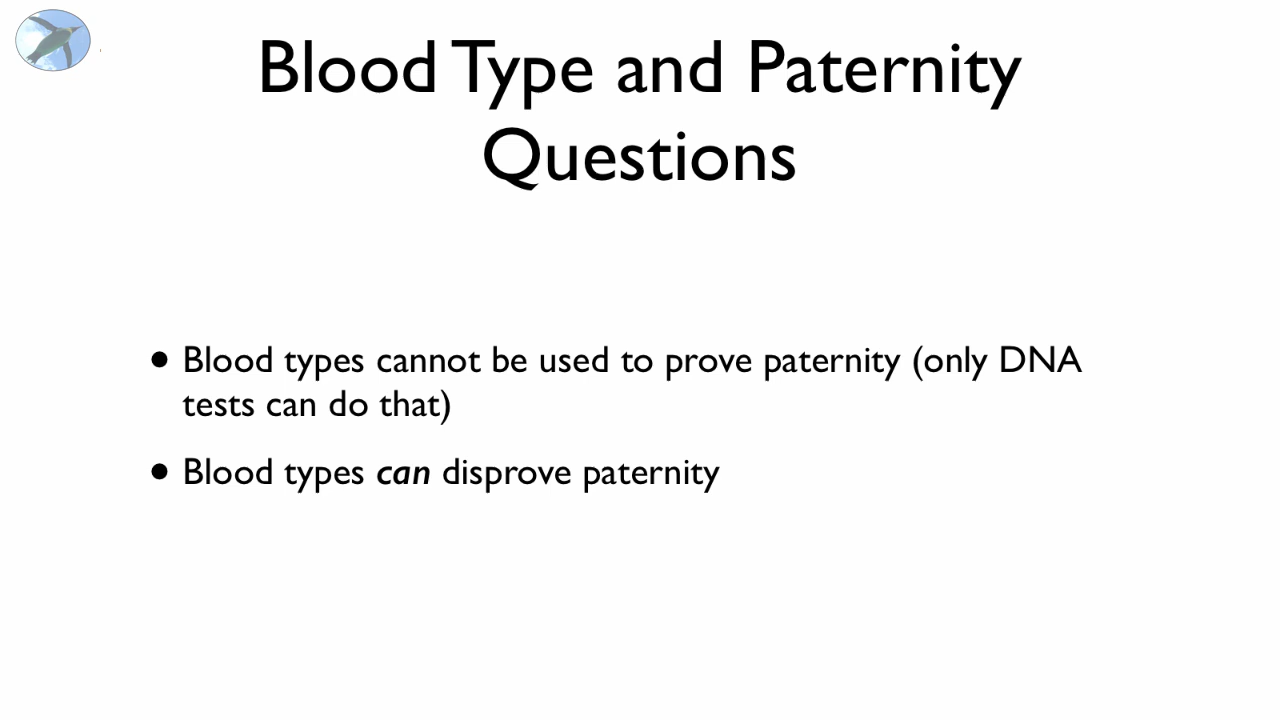 Blood Type and Paternity
Questions
• Blood types cannot be used to prove paternity (only DNA
tests can do that)
• Blood types can disprove paternity